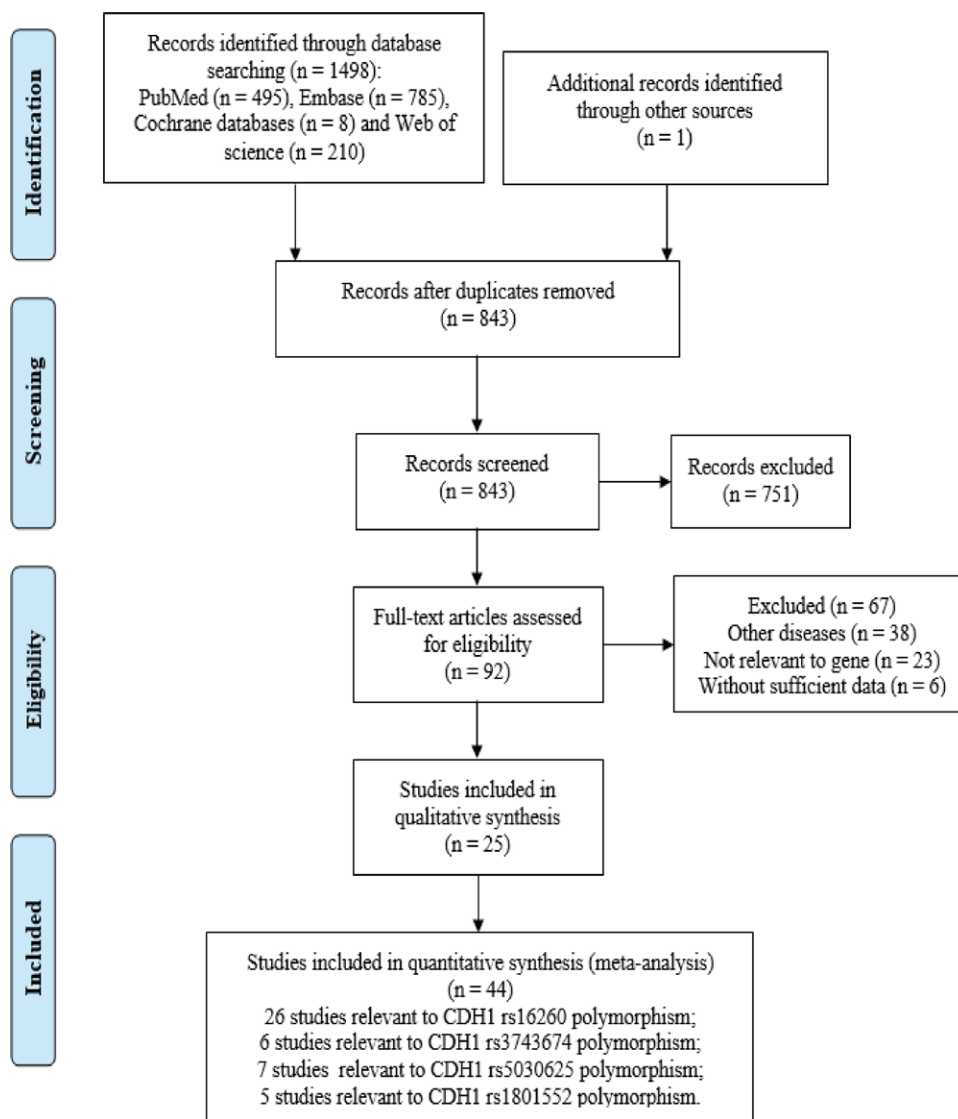 Identification
Records identified through database
searching (n = 1498):
PubMed (n = 495), Embase (n = 785),
Cochrane databases (n = 8) and Web of
science (n = 210)
Additional records identified
through other sources
(n = 1)
Records after duplicates removed
(n = 843)
Screening
Records screened
(n = 843)
Records excluded
(n = 751)
Eligibility
Full-text articles assessed
for eligibility
(n = 92)
Excluded (n = 67)
Other diseases (n = 38)
Not relevant to gene (n = 23)
Without sufficient data (n = 6)
Studies included in
qualitative synthesis
(n = 25)
Included
Studies included in quantitative synthesis (meta-analysis)
(n = 44)
26 studies relevant to CDH1 rs16260 polymorphism;
6 studies relevant to CDH1 rs3743674 polymorphism;
7 studies relevant to CDH1 rs5030625 polymorphism;
5 studies relevant to CDH1 rs1801552 polymorphism.